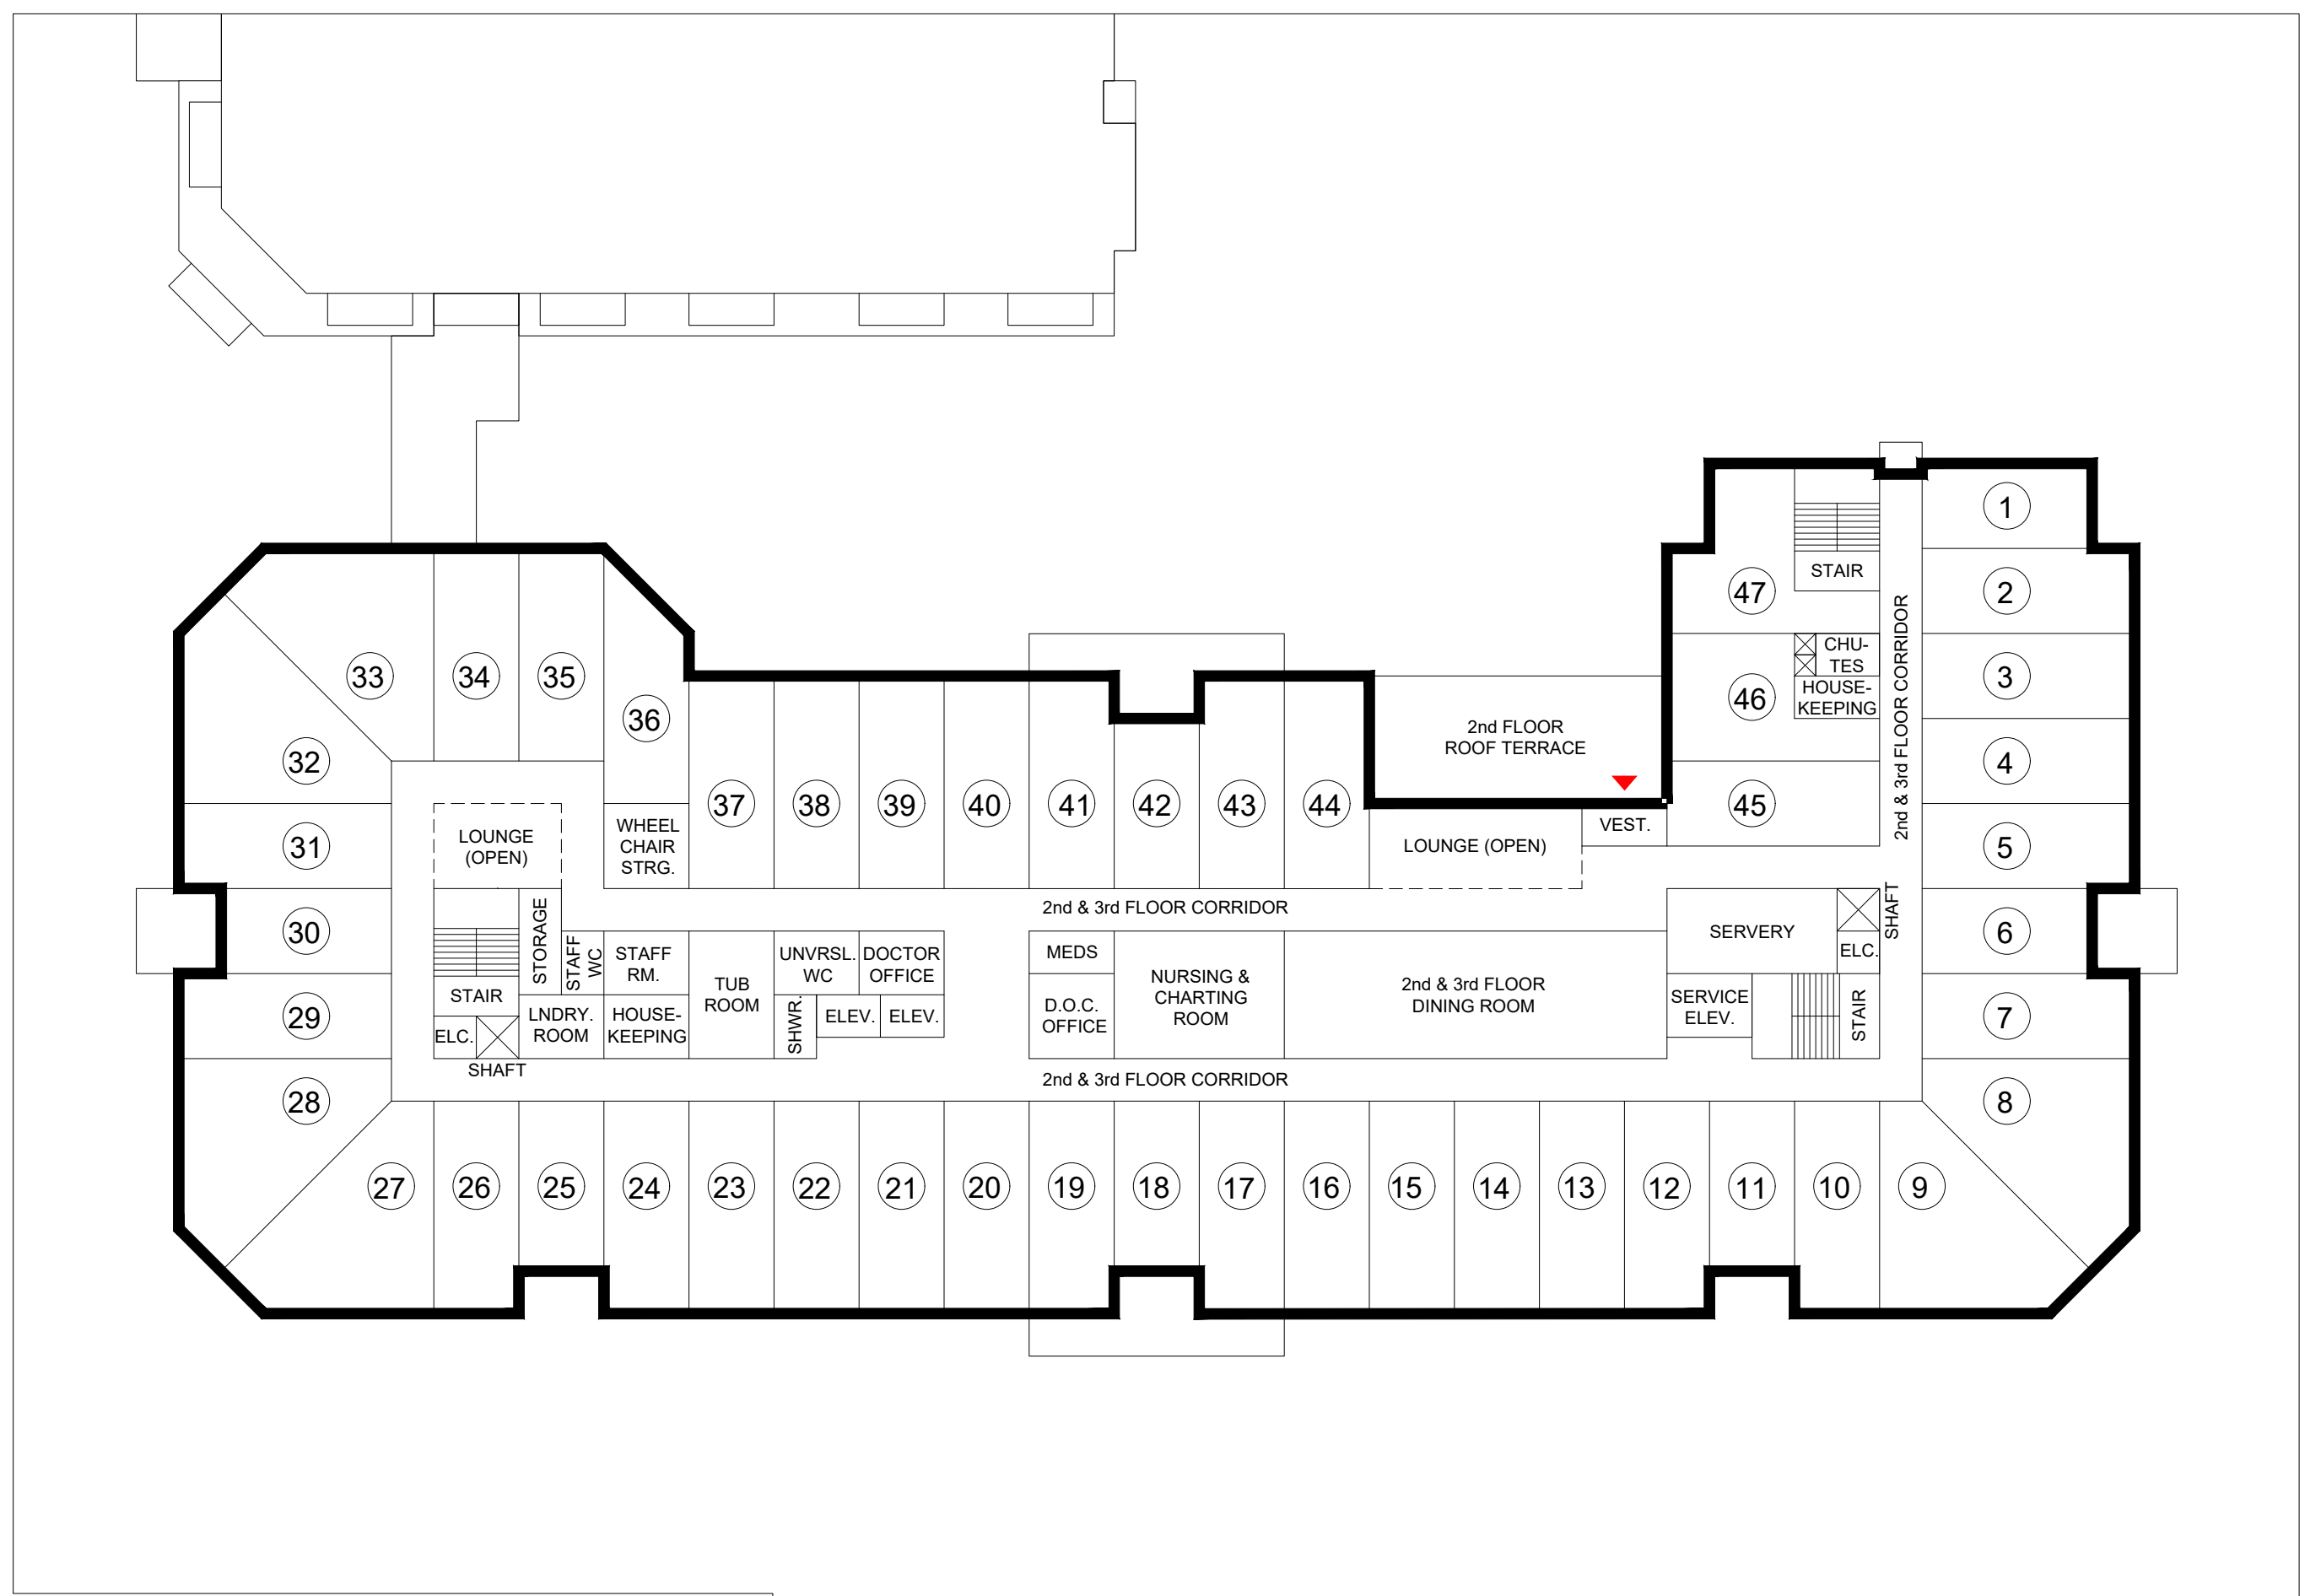 1
STAIR
2
47
2nd & 3rd FLOOR CORRIDOR
CHU-
TES
3
33
34
35
46
HOUSE-
KEEPING
36
2nd FLOOR
ROOF TERRACE
32
4
37
38
39
40
41
42
43
44
45
WHEEL
CHAIR
STRG.
VEST.
LOUNGE
(OPEN)
31
LOUNGE (OPEN)
5
2nd & 3rd FLOOR CORRIDOR
SHAFT
30
STORAGE
STAFF
WC
STAFF
RM.
UNVRSL.
WC
DOCTOR
OFFICE
MEDS
SERVERY
ELC.
6
TUB
ROOM
NURSING &
CHARTING
ROOM
2nd & 3rd FLOOR
DINING ROOM
STAIR
SERVICE
ELEV.
STAIR
29
LNDRY.
ROOM
HOUSE-
KEEPING
SHWR.
ELEV.
ELEV.
D.O.C.
OFFICE
7
ELC.
SHAFT
2nd & 3rd FLOOR CORRIDOR
28
8
27
26
25
24
23
22
21
20
19
18
17
16
15
14
13
12
11
10
9